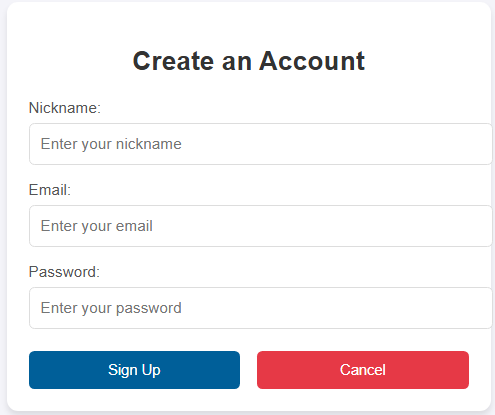 Create an Account
Nickname:
Enter your nickname
Email:
Enter your email
Password:
Enter your password
Sign Up
Cancel